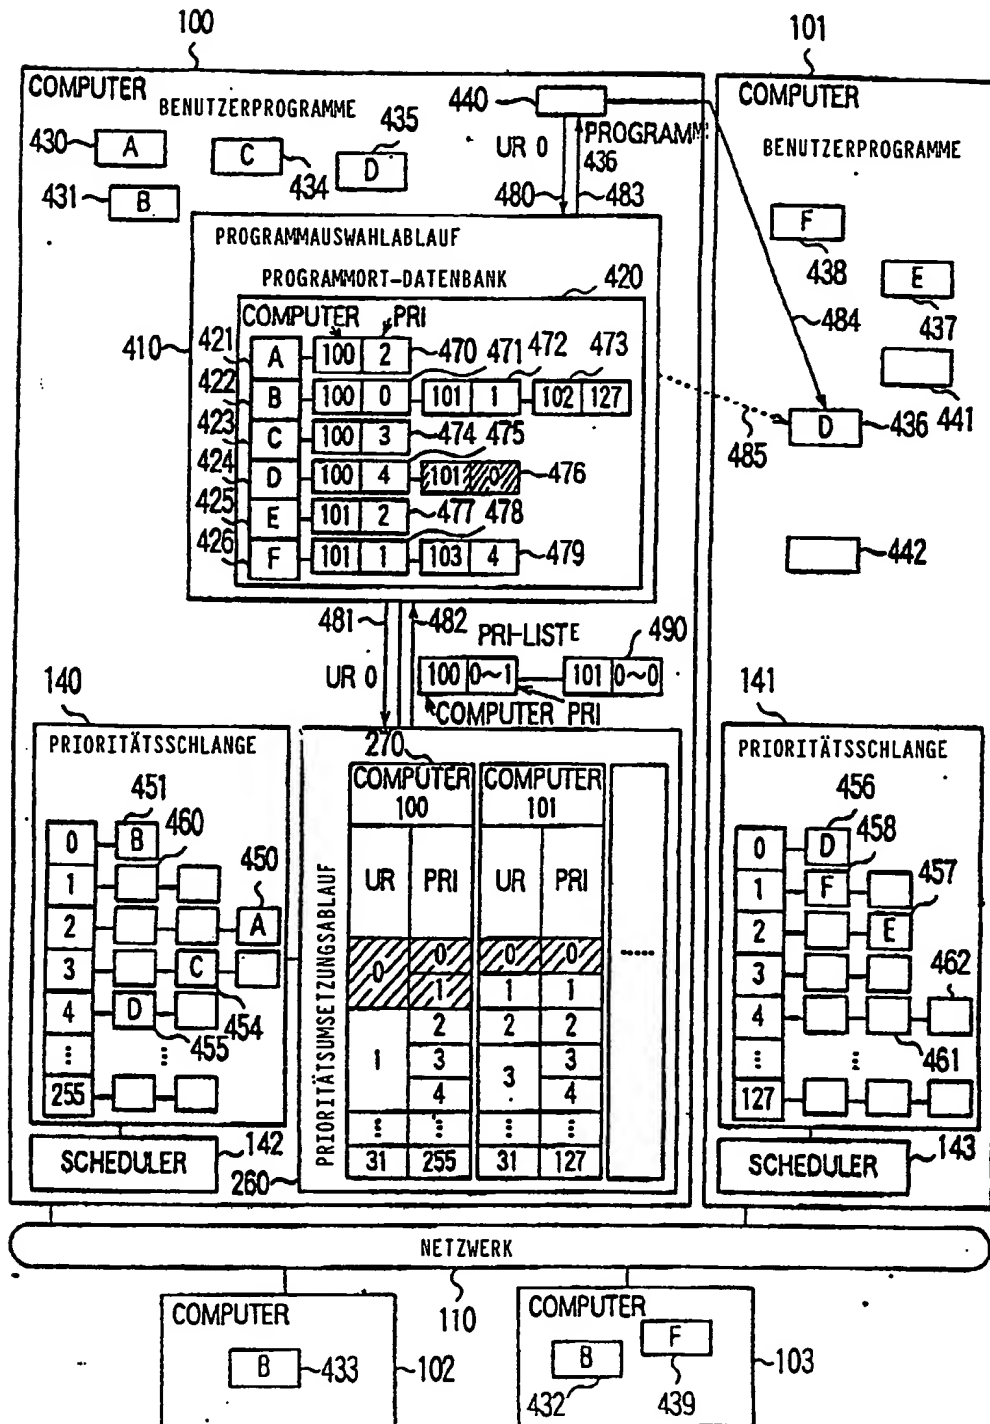 100
101
COMPUTER
BENUTZERPROGRAMME
430
A
C
434
435
D
431
B
440
UR 0
PROGRAMM
436
480
483
COMPUTER
BENUTZERPROGRAMME
F
438
E
437
484
441
D
436
485
442
PROGRAMMAUSWAHLABLAUF
PROGRAMMORT-DATENBANK
420
410
COMPUTER PRI
421 A 100 2 470 471 472 473
422 B 100 0 101 1 102 127
423 C 100 3 474 475
424 D 100 4 101 0 476
425 E 101 2 477 478
426 F 101 1 103 4 479
481
482
UR 0
PRI-LISTE
490
100 0~1 101 0~0
COMPUTER PRI
140
PRIORITÄTSSCHLANGE
451
460
450
0 B
1
2 A
3 C
4 D
454
455
⋮ ⋮
255
SCHEDULER
142
260
270
PRIORITÄTSUMSETZUNGSABLAUF
COMPUTER 100
COMPUTER 101
UR PRI UR PRI
0 0 0 0
1 1 1
1 2 2 2
3 3 3
4 4
⋮ ⋮ ⋮ ⋮
31 255 31 127
.....
141
PRIORITÄTSSCHLANGE
456
458
457
0 D
1 F
2 E
3
462
4
461
⋮ ⋮
127
SCHEDULER
143
NETZWERK
110
COMPUTER
B
433
102
COMPUTER
B
432
F
439
103